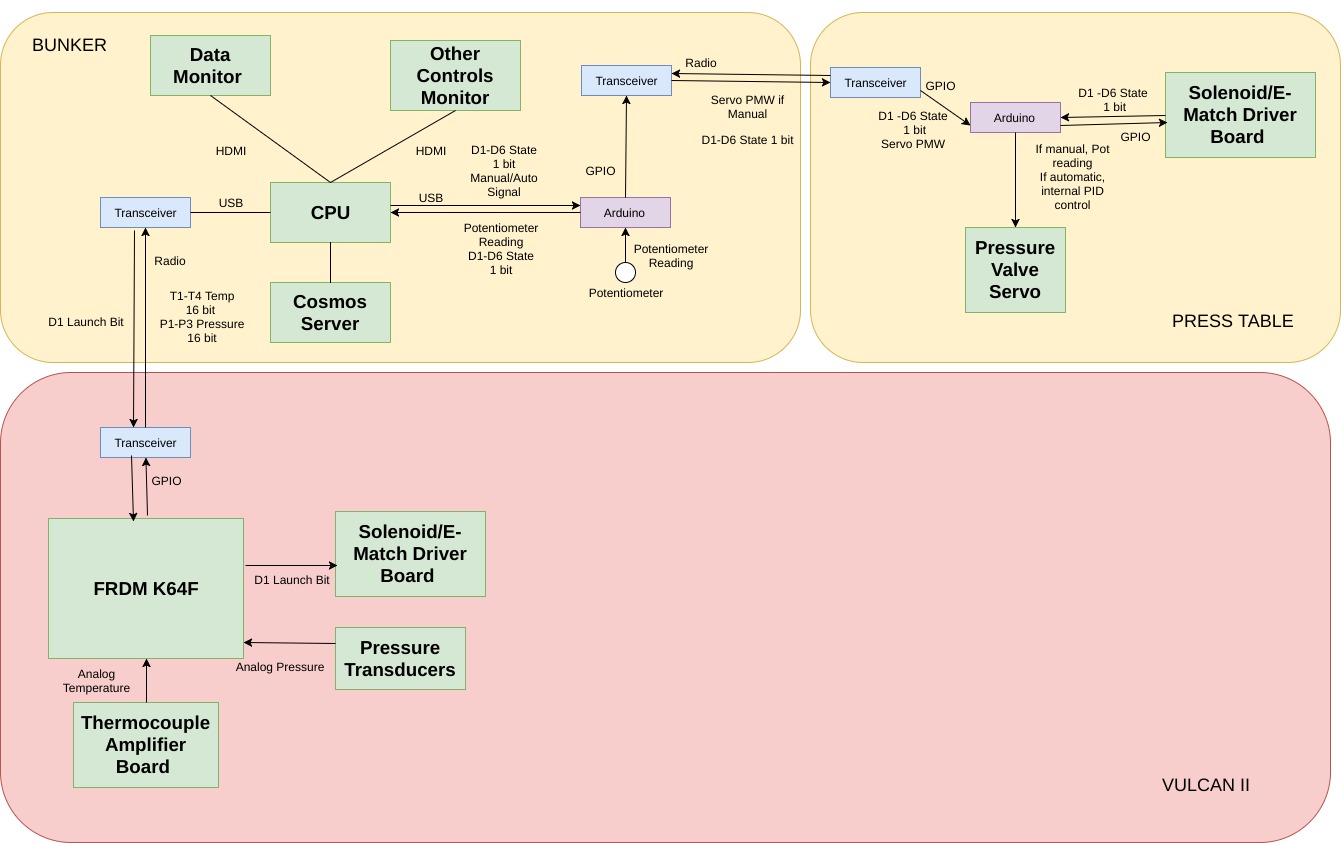 BUNKER
Data
Monitor
Other
Controls
Monitor
HDMI
HDMI
Transceiver
USB
CPU
USB
D1-D6 State
1 bit
Manual/Auto
Signal
Potentiometer
Reading
D1-D6 State
1 bit
Arduino
GPIO
Transceiver
Radio
Servo PMW if
Manual
D1-D6 State 1 bit
Potentiometer
Reading
Potentiometer
Cosmos
Server
Radio
D1 Launch Bit
T1-T4 Temp
16 bit
P1-P3 Pressure
16 bit
Transceiver
GPIO
D1 -D6 State
1 bit
Servo PMW
Arduino
D1 -D6 State
1 bit
GPIO
Solenoid/E-
Match Driver
Board
If manual, Pot
reading
If automatic,
internal PID
control
Pressure
Valve
Servo
PRESS TABLE
Transceiver
GPIO
FRDM K64F
D1 Launch Bit
Solenoid/E-
Match Driver
Board
Analog Pressure
Pressure
Transducers
Analog
Temperature
Thermocouple
Amplifier
Board
VULCAN II